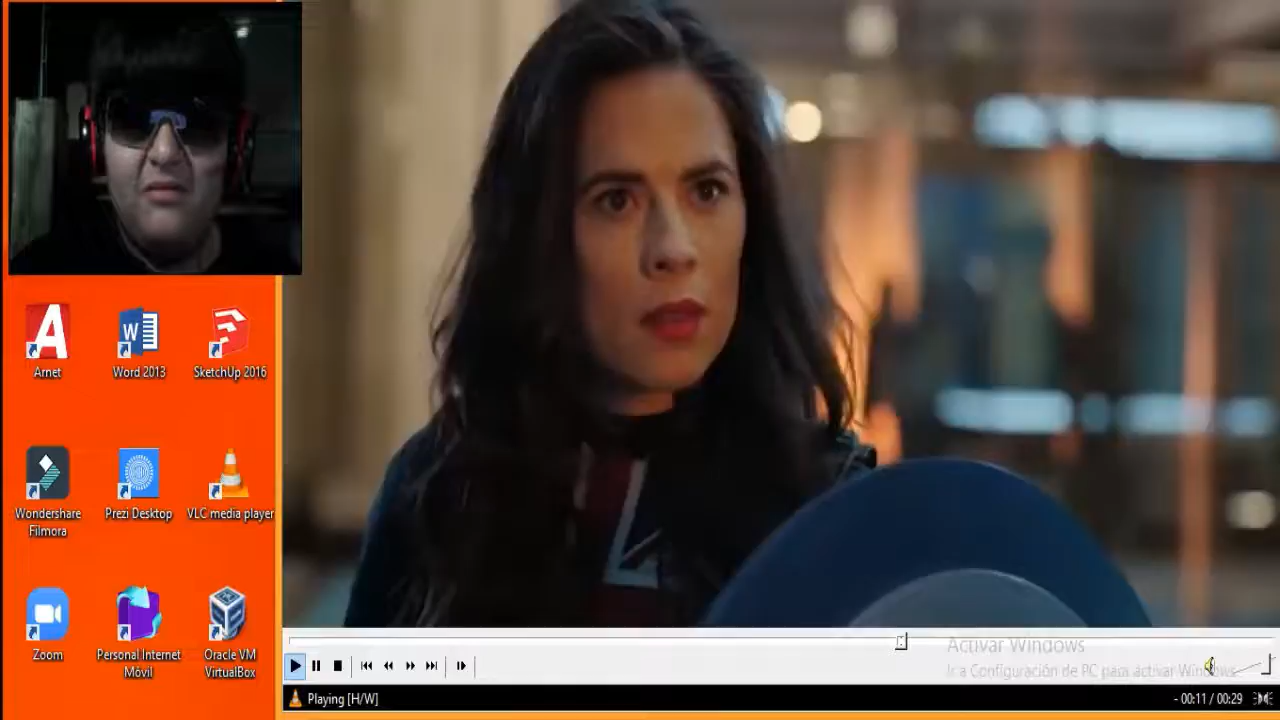 Arnet
Word 2013
SketchUp 2016
Wondershare
Filmora
Prezi Desktop
VLC media player
Zoom
Personal Internet
Móvil
Oracle VM
VirtualBox
Activar Windows
Ir a Configuración de PC para activar Windows
Playing [H/W]
- 00:11 / 00:29